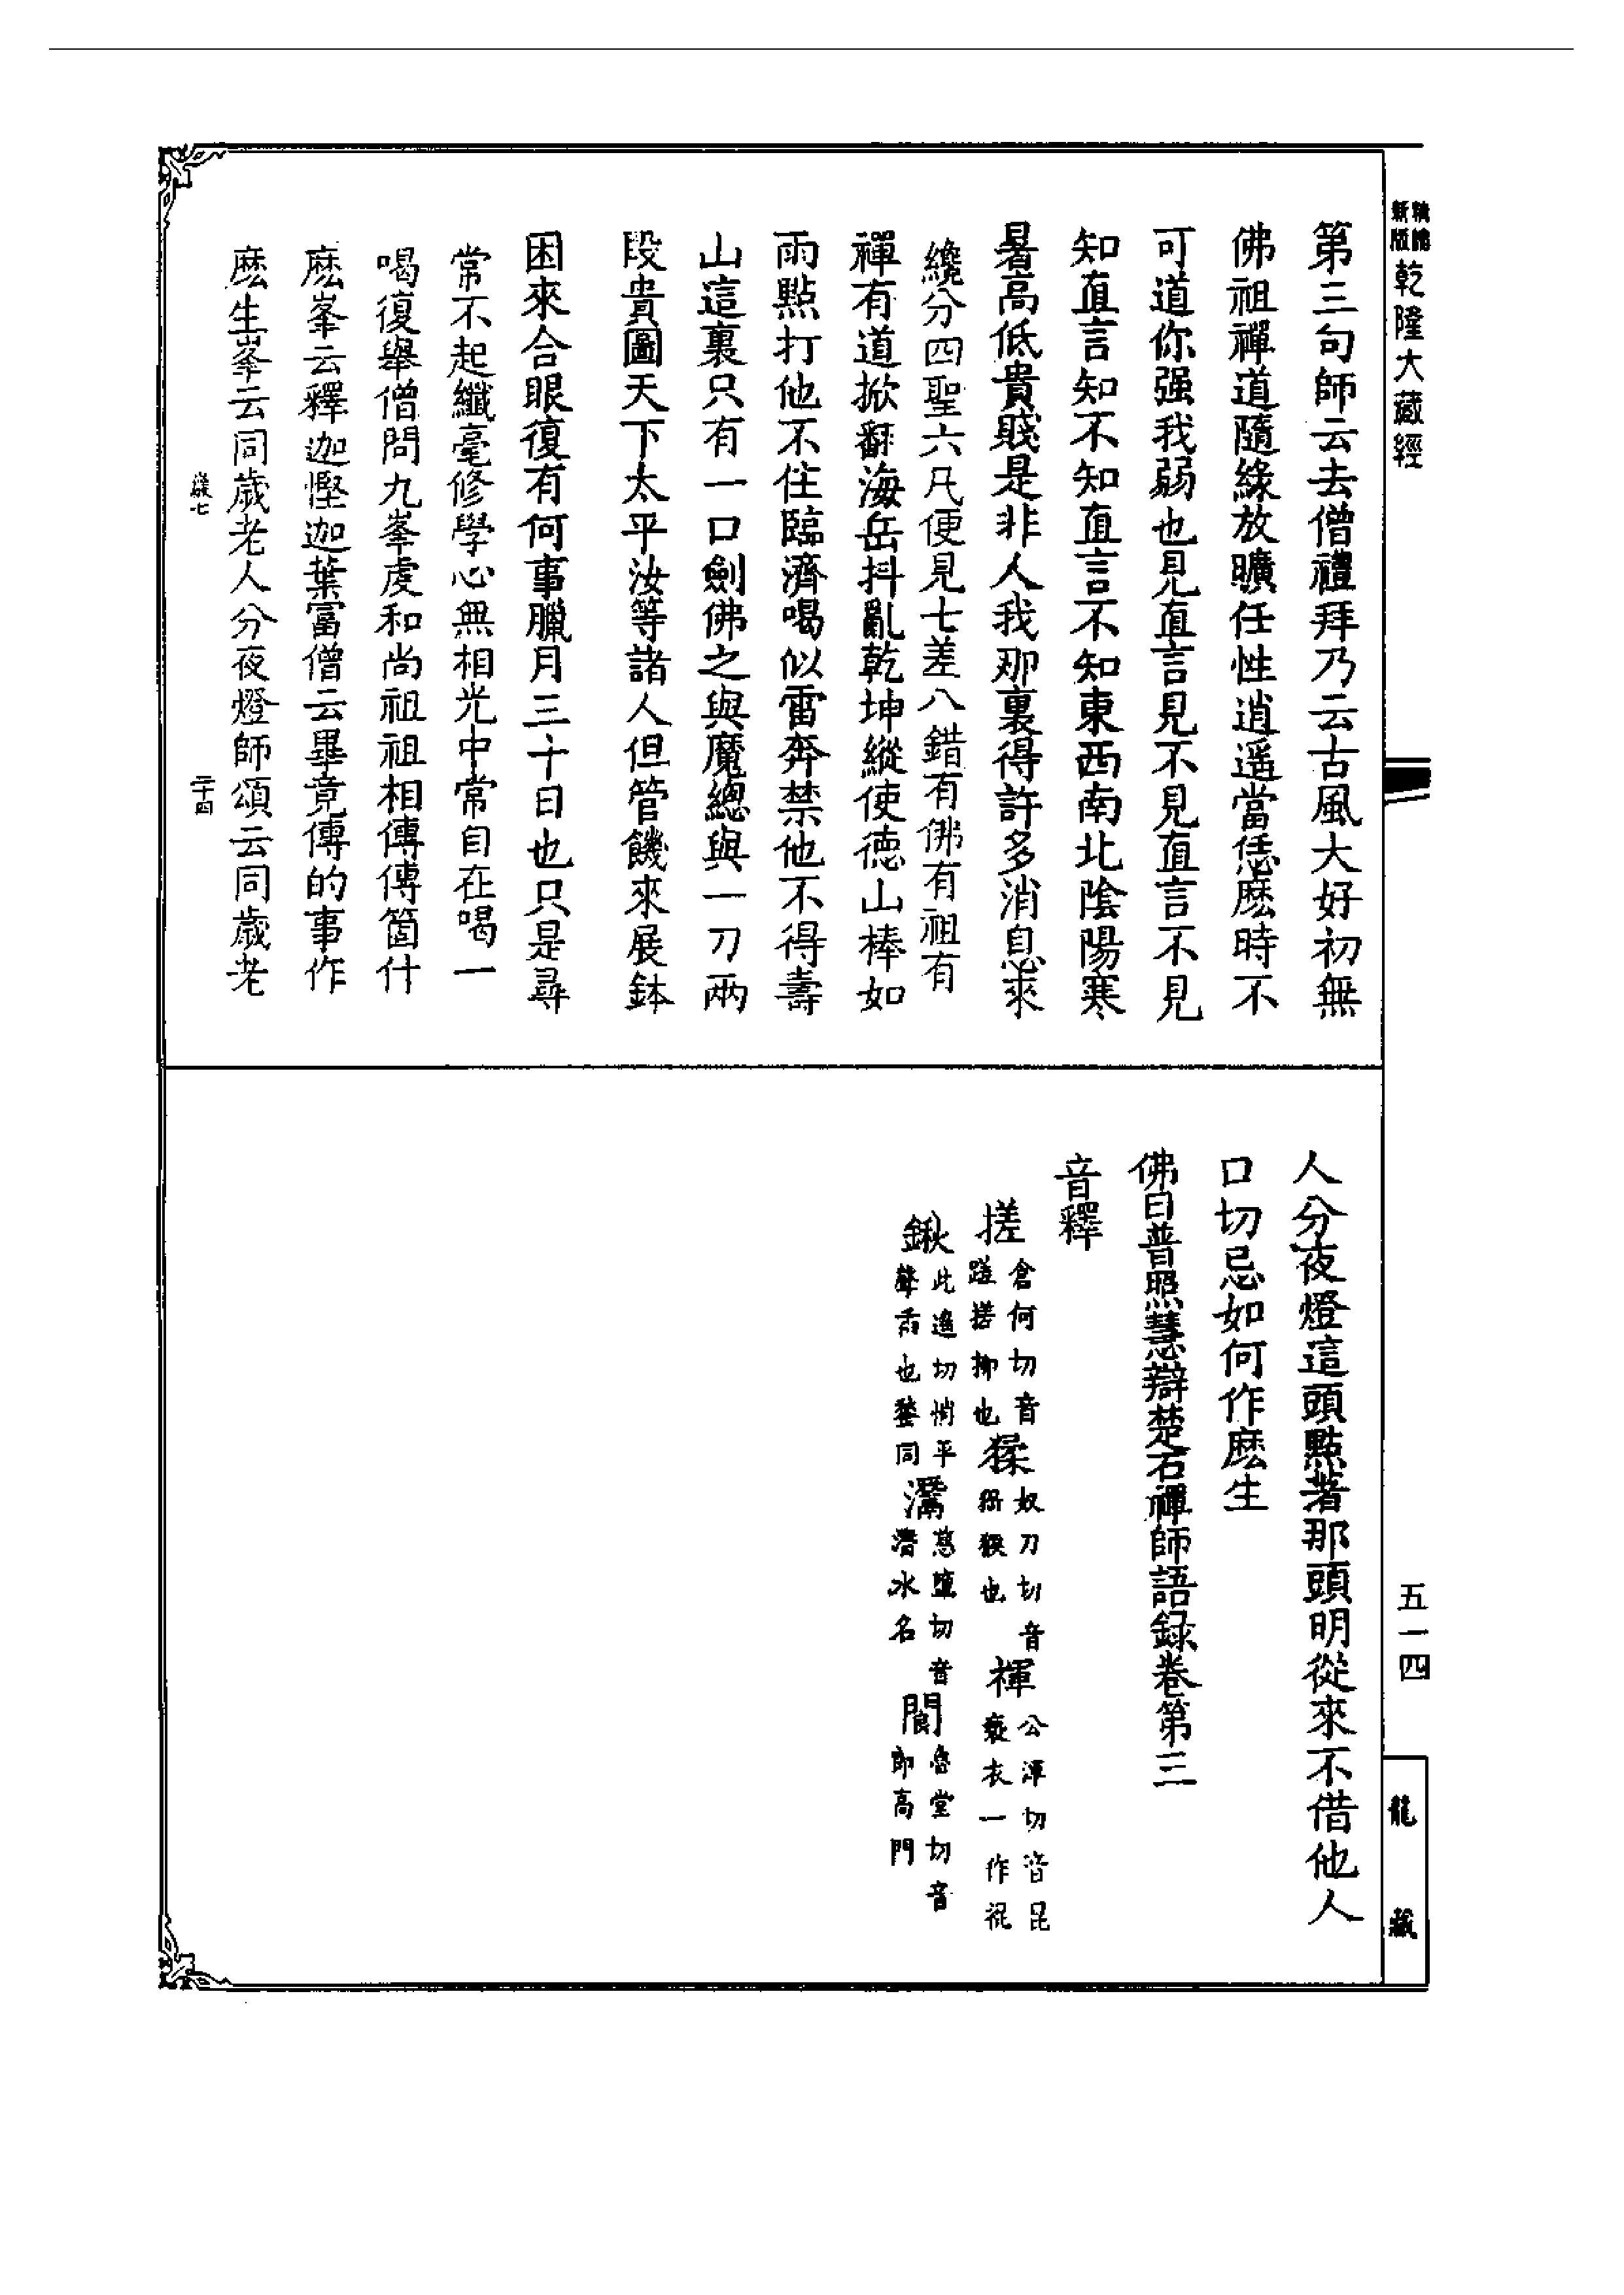 精編
新版
乾隆大藏經
第三句師云去僧禮拜乃云古風大好初無
佛祖禪道隨緣放曠任性逍遥當恁麽時不
可道你强我弱也見直言見不見直言不見
知直言知不知直言不知東西南北陰陽寒
暑高低貴賤是非人我那裏得許多消息來
纔分四聖六凡便見七差八錯有佛有祖有
禪有道掀翻海岳抖亂乾坤縱使德山棒如
雨點打他不住臨濟喝似雷奔禁他不得壽
山這裏只有一口劍佛之與魔總與一刀兩
段貴圖天下太平汝等諸人但管饑來展鉢
困來合眼復有何事臘月三十日也只是尋
常不起纖毫修學心無相光中常自在喝一
喝復舉僧問九峯虔和尚祖祖相傳傳箇什
麽峯云釋迦慳迦葉富僧云畢竟傳的事作
麽生峯云同歲老人分夜燈師頌云同歲老
二十四
人分夜燈這頭點著那頭明從來不借他人
口切忌如何作麽生
佛日普照慧辯楚石禪師語録卷第三
音釋
搓倉何切音蹉搓挪也猱奴刀切音猱猴也褌公渾切音昆褻衣一作裩
鍬此遙切悄平聲臿也鍫同灊慈鹽切音潛水名閬魯堂切音郎高門
五一四
龍藏